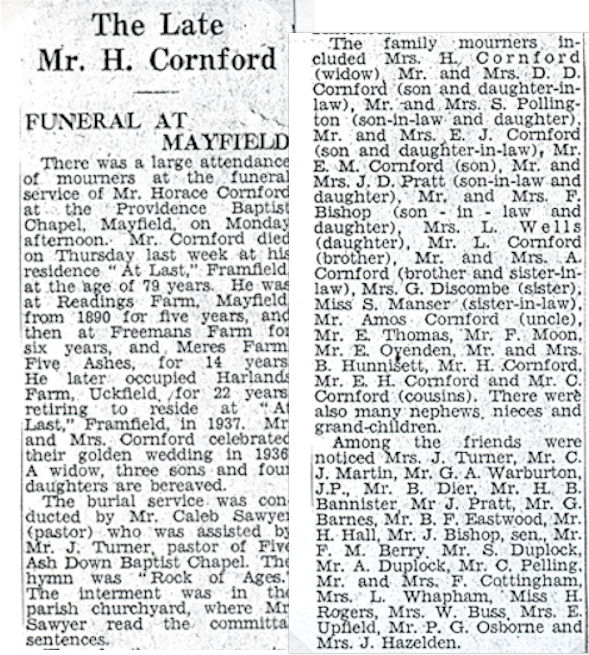 The Late
Mr. H. Cornford
FUNERAL AT
MAYFIELD
There was a large attendance
of mourners at the funeral
service of Mr. Horace Cornford
at the Providence Baptist
Chapel, Mayfield, on Monday
afternoon. Mr. Cornford died
on Thursday last week at his
residence "At Last," Framfield,
at the age of 79 years. He was
at Readings Farm, Mayfield,
from 1890 for five years, and
then at Freemans Farm for
six years, and Meres Farm
Five Ashes, for 14 years
He later occupied Harlands
Farm, Uckfield, for 22 years
retiring to reside at "At
Last," Framfield, in 1937. Mr
and Mrs. Cornford celebrated
their golden wedding in 1936
A widow, three sons and four
daughters are bereaved.
The burial service was con-
ducted by Mr. Caleb Sawyer
(pastor) who was assisted by
Mr. J. Turner, pastor of Five
Ash Down Baptist Chapel. The
hymn was "Rock of Ages."
The interment was in the
parish churchyard, where Mr
Sawyer read the committal
sentences.
The family mourners in-
cluded Mrs. H. Cornford
(widow), Mr. and Mrs. D. D.
Cornford (son and daughter-in-
law), Mr. and Mrs. S. Polling-
ton (son-in-law and daughter),
Mr. and Mrs. E. J. Cornford
(son and daughter-in-law), Mr.
E. M. Cornford (son), Mr. and
Mrs. J. D. Pratt (son-in-law and
daughter), Mr. and Mrs. F.
Bishop (son - in - law and
daughter), Mrs. L. Wells
(daughter), Mr. L. Cornford
(brother), Mr. and Mrs. A.
Cornford (brother and sister-in-
law), Mrs. G. Discombe (sister),
Miss S. Manser (sister-in-law),
Mr. Amos Cornford (uncle),
Mr. E. Thomas, Mr. F. Moon,
Mr. E. Ovenden, Mr. and Mrs.
B. Hunnisett, Mr. H. Cornford,
Mr. E. H. Cornford and Mr. C.
Cornford (cousins). There were
also many nephews, nieces and
grand-children.
Among the friends were
noticed Mrs. J. Turner, Mr. C.
J. Martin, Mr. G. A. Warburton,
J.P., Mr. B. Dier, Mr. H. B.
Bannister Mr J. Pratt, Mr. G.
Barnes, Mr. B. F. Eastwood, Mr.
H. Hall, Mr. J. Bishop, sen., Mr.
F. M. Berry, Mr. S. Duplock,
Mr. A. Duplock, Mr. C. Pelling,
Mr. and Mrs. F. Cottingham,
Mrs. L. Whapham, Miss H.
Rogers, Mrs. W. Buss, Mrs. E.
Upfield, Mr. P. G. Osborne and
Mrs. J. Hazelden.